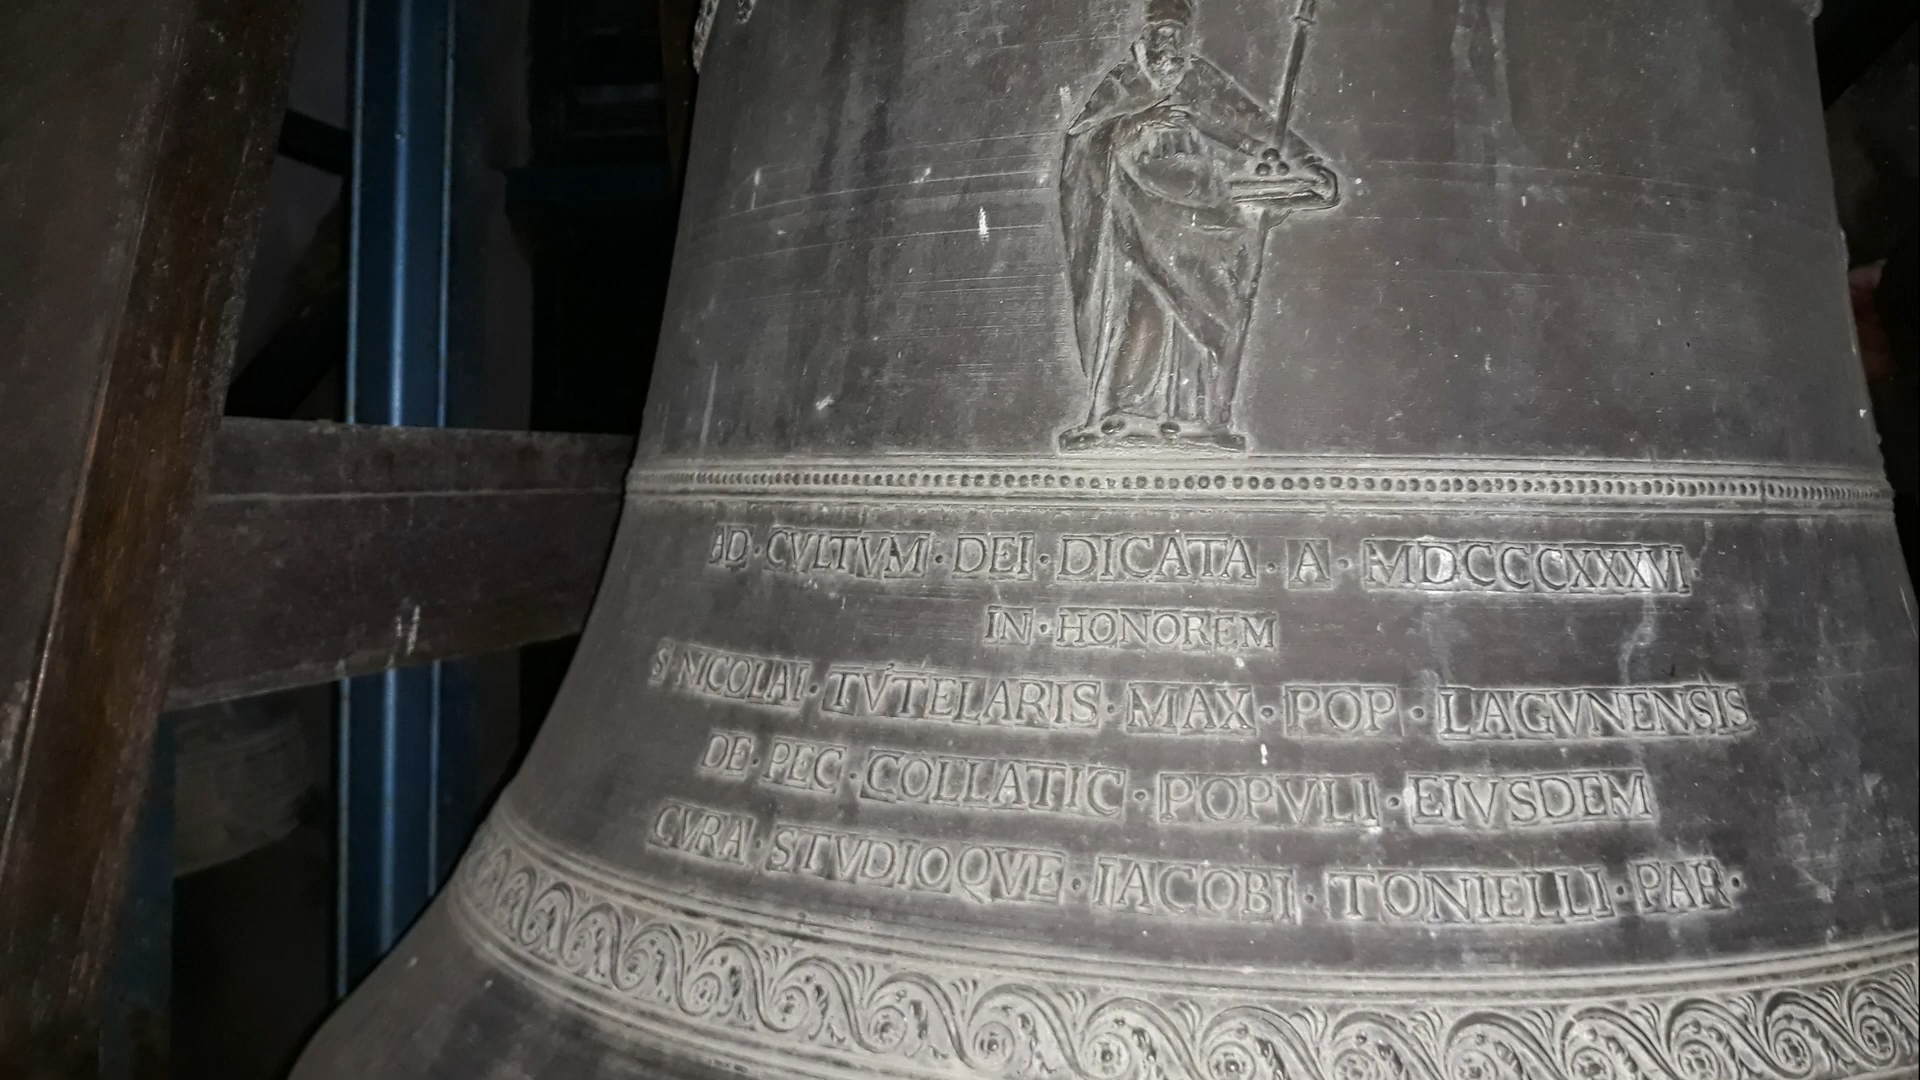 AD · CVLTVM · DEI · DICATA · A · MDCCCXXXVI ·
IN · HONOREM
S · NICOLAI · TVTELARIS · MAX · POP · LAGVNENSIS
DE · PEC · COLLATIC · POPVLI · EIVSDEM
CVRA · STVDIOQVE · IACOBI · TONIELLI · PAR ·